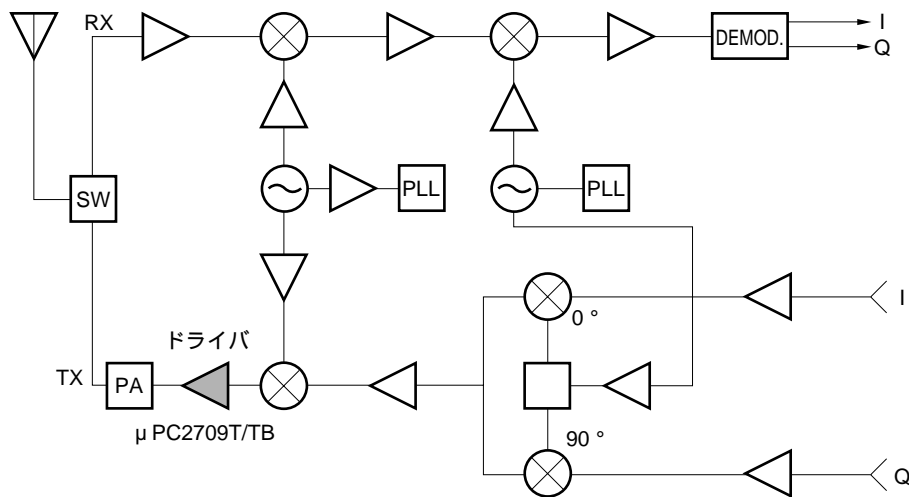 RX
DEMOD.
I
Q
SW
PLL
PLL
0 °
I
ドライバ
TX
PA
μ PC2709T/TB
90 °
Q